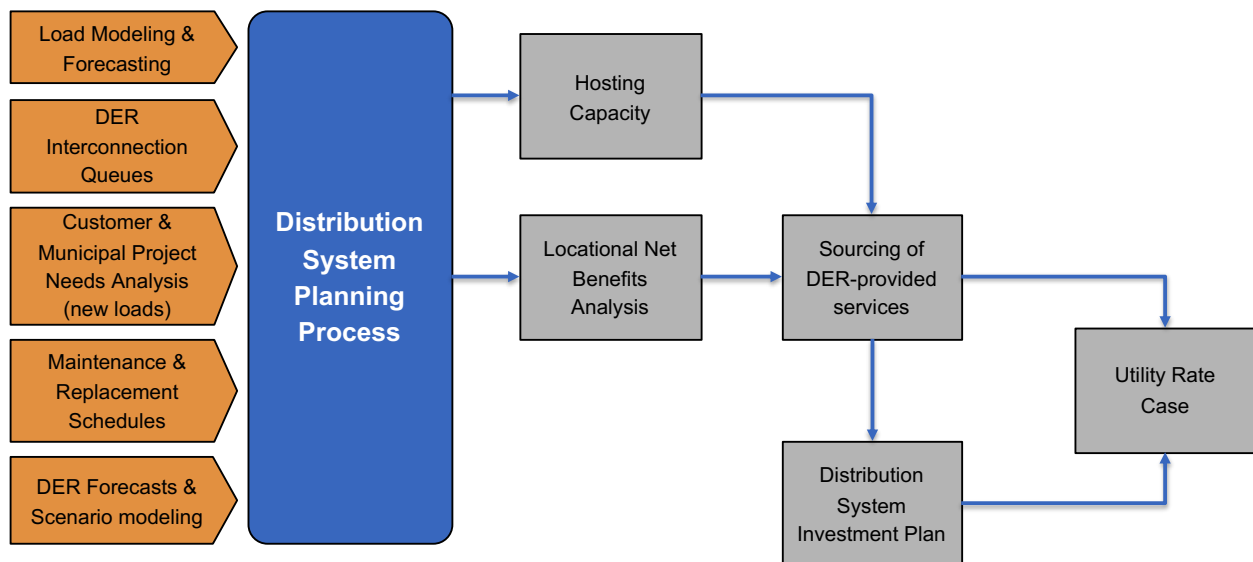 Load Modeling &
Forecasting
DER
Interconnection
Queues
Customer &
Municipal Project
Needs Analysis
(new loads)
Maintenance &
Replacement
Schedules
DER Forecasts &
Scenario modeling
Distribution
System
Planning
Process
Hosting
Capacity
Locational Net
Benefits
Analysis
Sourcing of
DER-provided
services
Distribution
System
Investment Plan
Utility Rate
Case